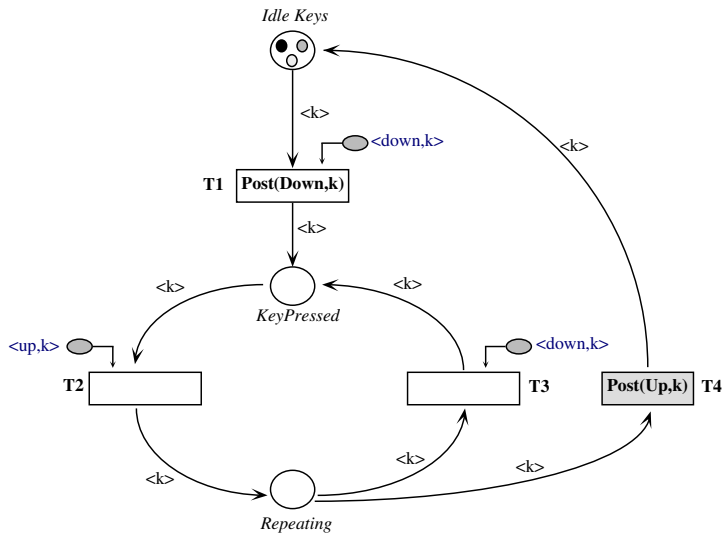 Idle Keys
<k>
<k>
<down,k>
T1 Post(Down,k)
<k>
<k>
<k>
KeyPressed
<up,k>
<down,k>
T2
T3
Post(Up,k) T4
<k>
<k>
<k>
Repeating